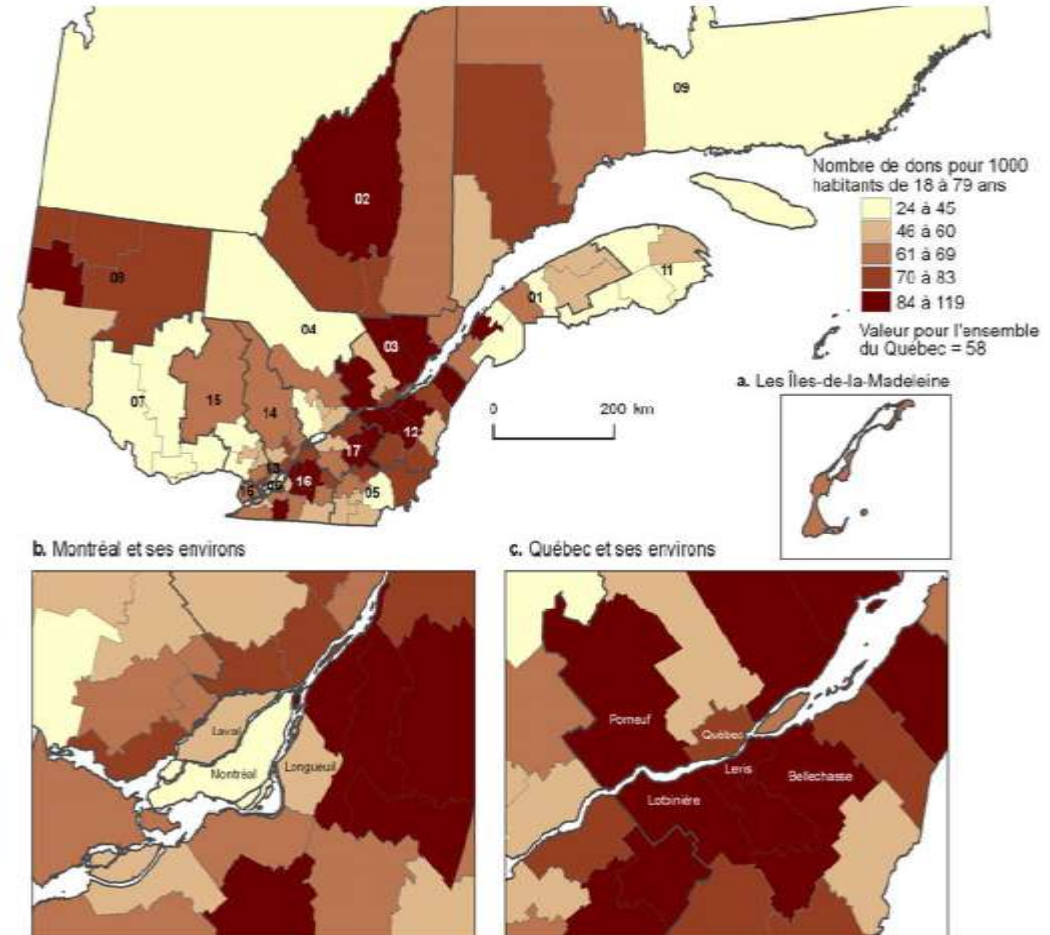 09
02
Nombre de dons pour 1000
habitants de 18 à 79 ans
24 à 45
46 à 60
61 à 69
70 à 83
84 à 119
Valeur pour l'ensemble
du Québec = 58
08
11
01
04
03
a. Les Îles-de-la-Madeleine
0 200 km
07
15
14
12
17
13
16
16
05
b. Montréal et ses environs
c. Québec et ses environs
Laval
Montréal
Longueuil
Québec
Leris
Bellechasse
Lotbinière